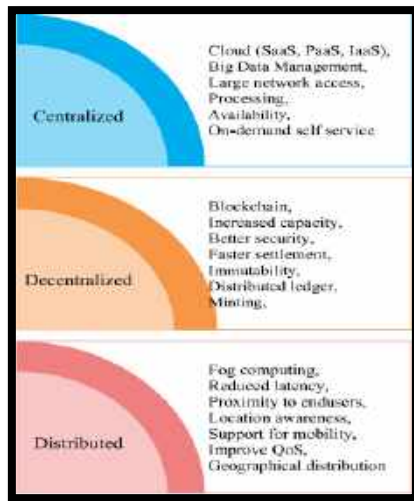 Centralized
Cloud (SaaS, PaaS, IaaS),
Big Data Management,
Large network access,
Processing,
Availability,
On-demand self service
Decentralized
Blockchain,
Increased capacity,
Better security,
Faster settlement,
Immutability,
Distributed ledger,
Minting,
Distributed
Fog computing,
Reduced latency,
Proximity to endusers,
Location awareness,
Support for mobility,
Improve QoS,
Geographical distribution